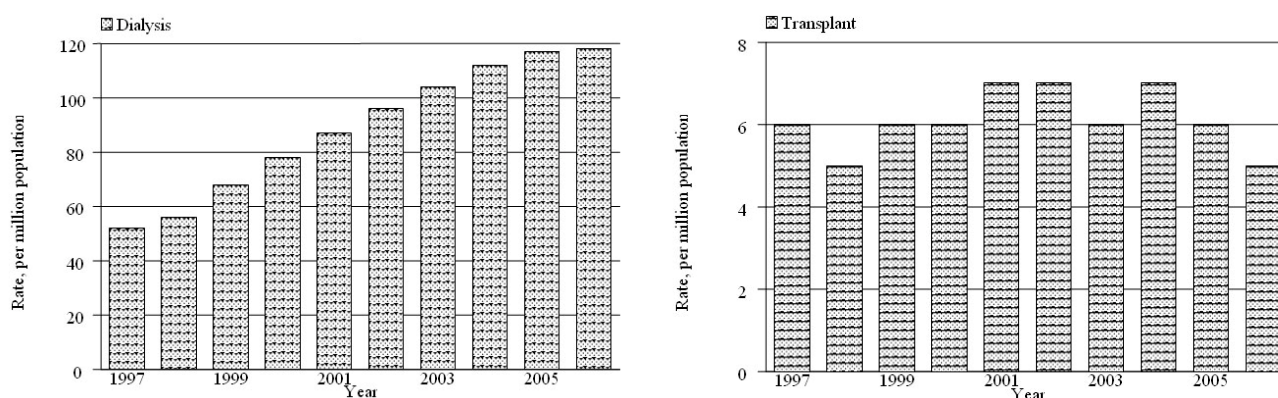 Dialysis
120
100
80
60
40
20
0
Rate, per million population
1997 1999 2001 2003 2005
Year
Transplant
8
6
4
2
0
Rate, per million population
1997 1999 2001 2003 2005
Year